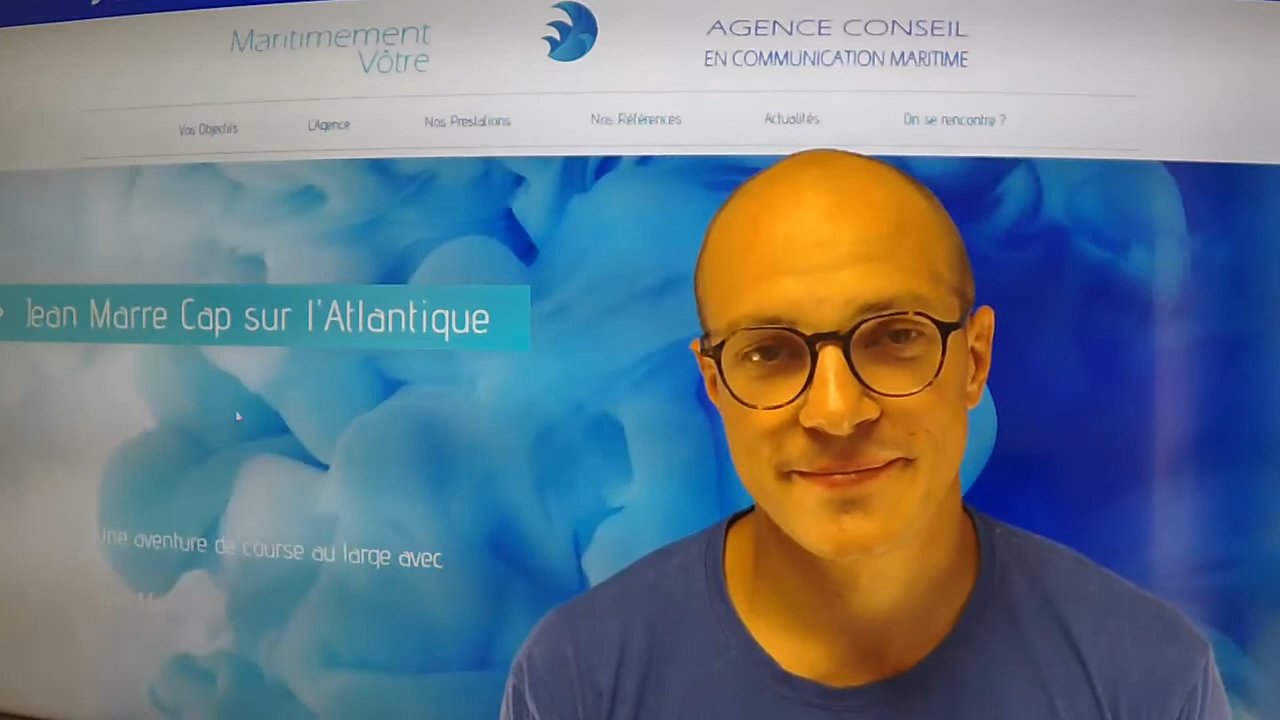 Maritimement
Vôtre
AGENCE CONSEIL
EN COMMUNICATION MARITIME
Vos Objectifs
L'Agence
Nos Prestations
Nos Références
Actualités
On se rencontre ?
Jean Marre Cap sur l'Atlantique
Une aventure de course au large avec